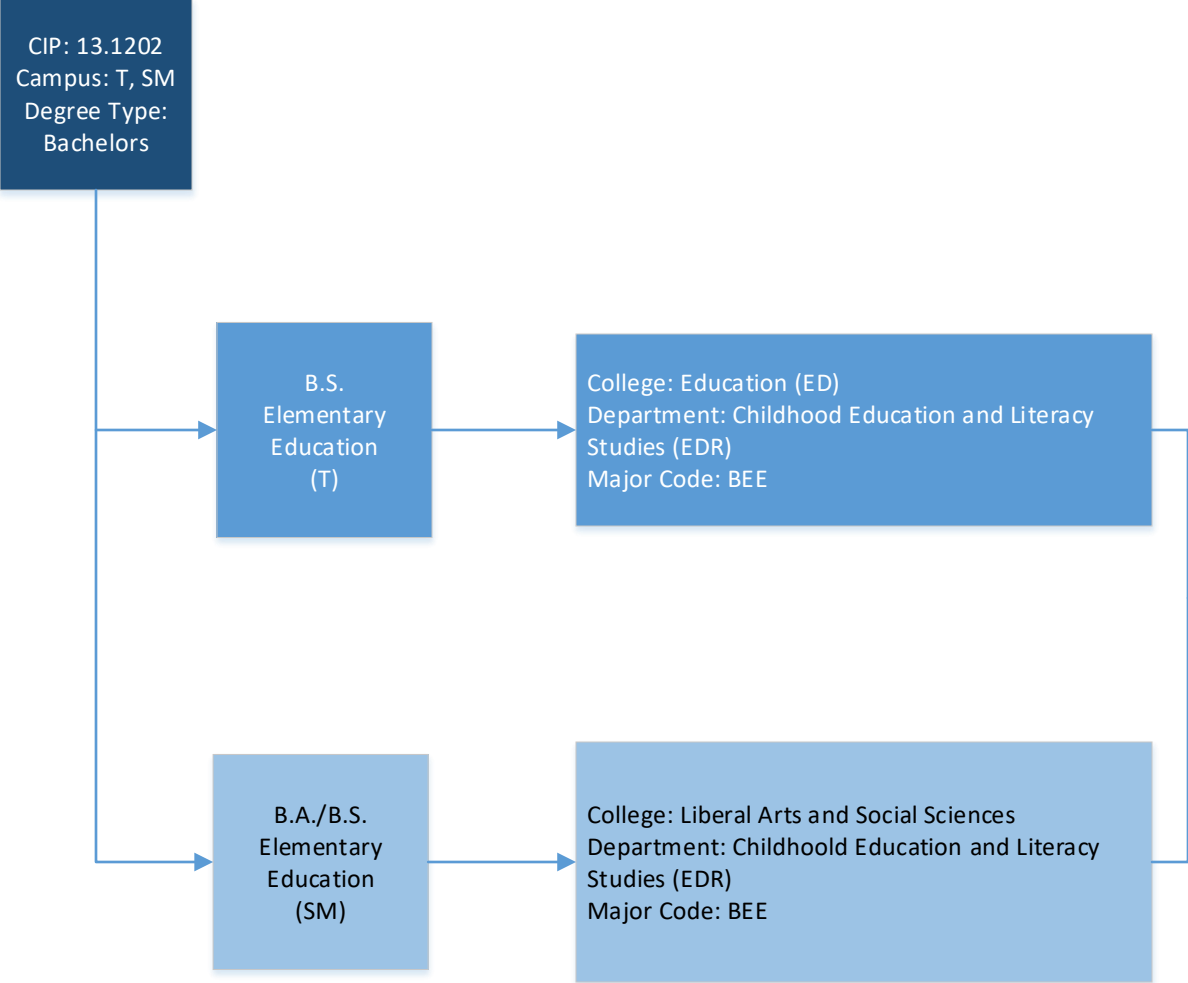 CIP: 13.1202
Campus: T, SM
Degree Type:
Bachelors
B.S.
Elementary
Education
(T)
College: Education (ED)
Department: Childhood Education and Literacy
Studies (EDR)
Major Code: BEE
B.A./B.S.
Elementary
Education
(SM)
College: Liberal Arts and Social Sciences
Department: Childhoold Education and Literacy
Studies (EDR)
Major Code: BEE